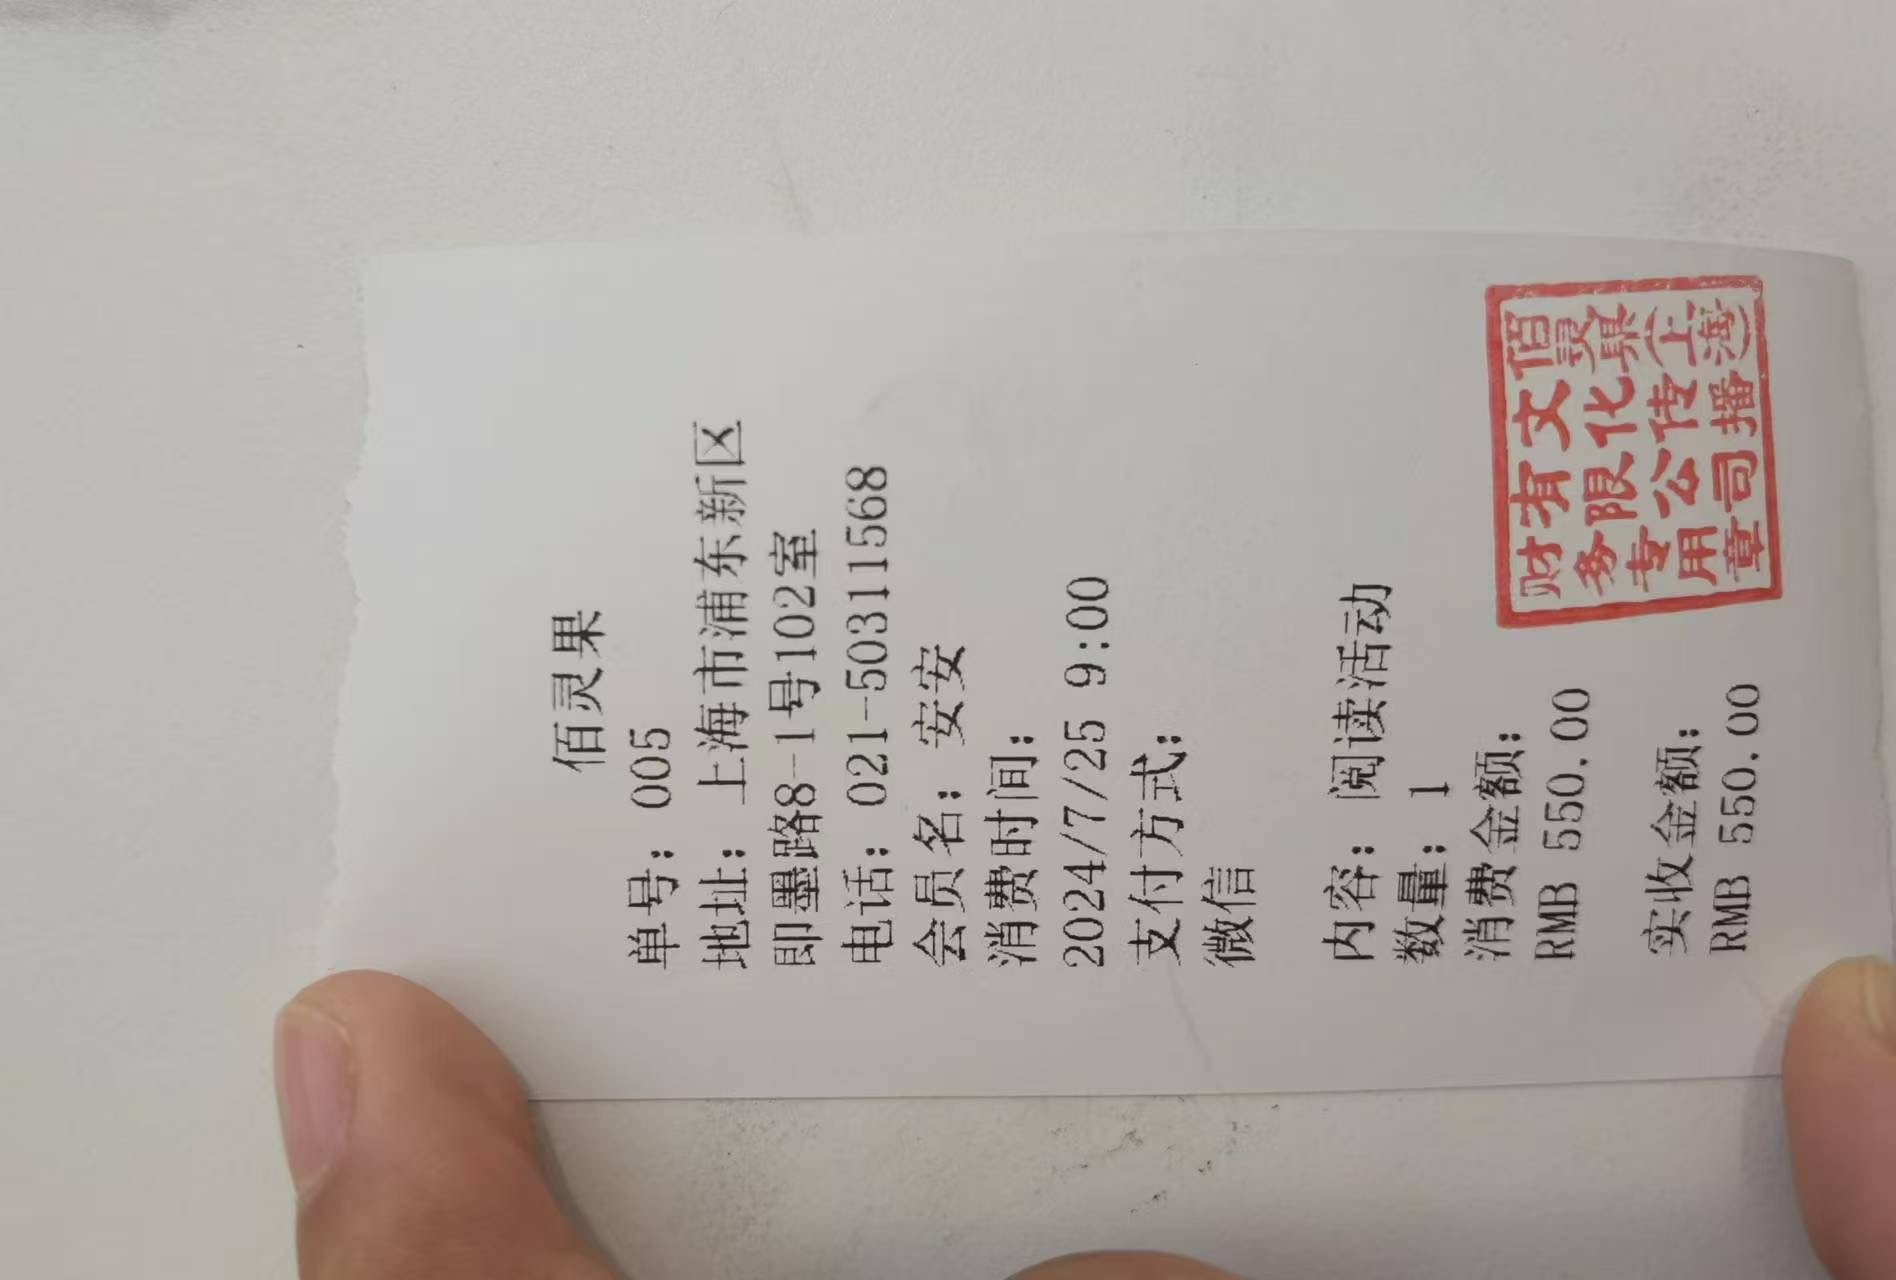 佰灵果
单号：005
地址：上海市浦东新区
即墨路8-1号102室
电话：021-50311568
会员名：安安
消费时间：
2024/7/25 9:00
支付方式：
微信
内容：阅读活动
数量：1
消费金额：
RMB 550.00
实收金额：
RMB 550.00
佰灵果(上海)
文化传播
有限公司
财务专用章